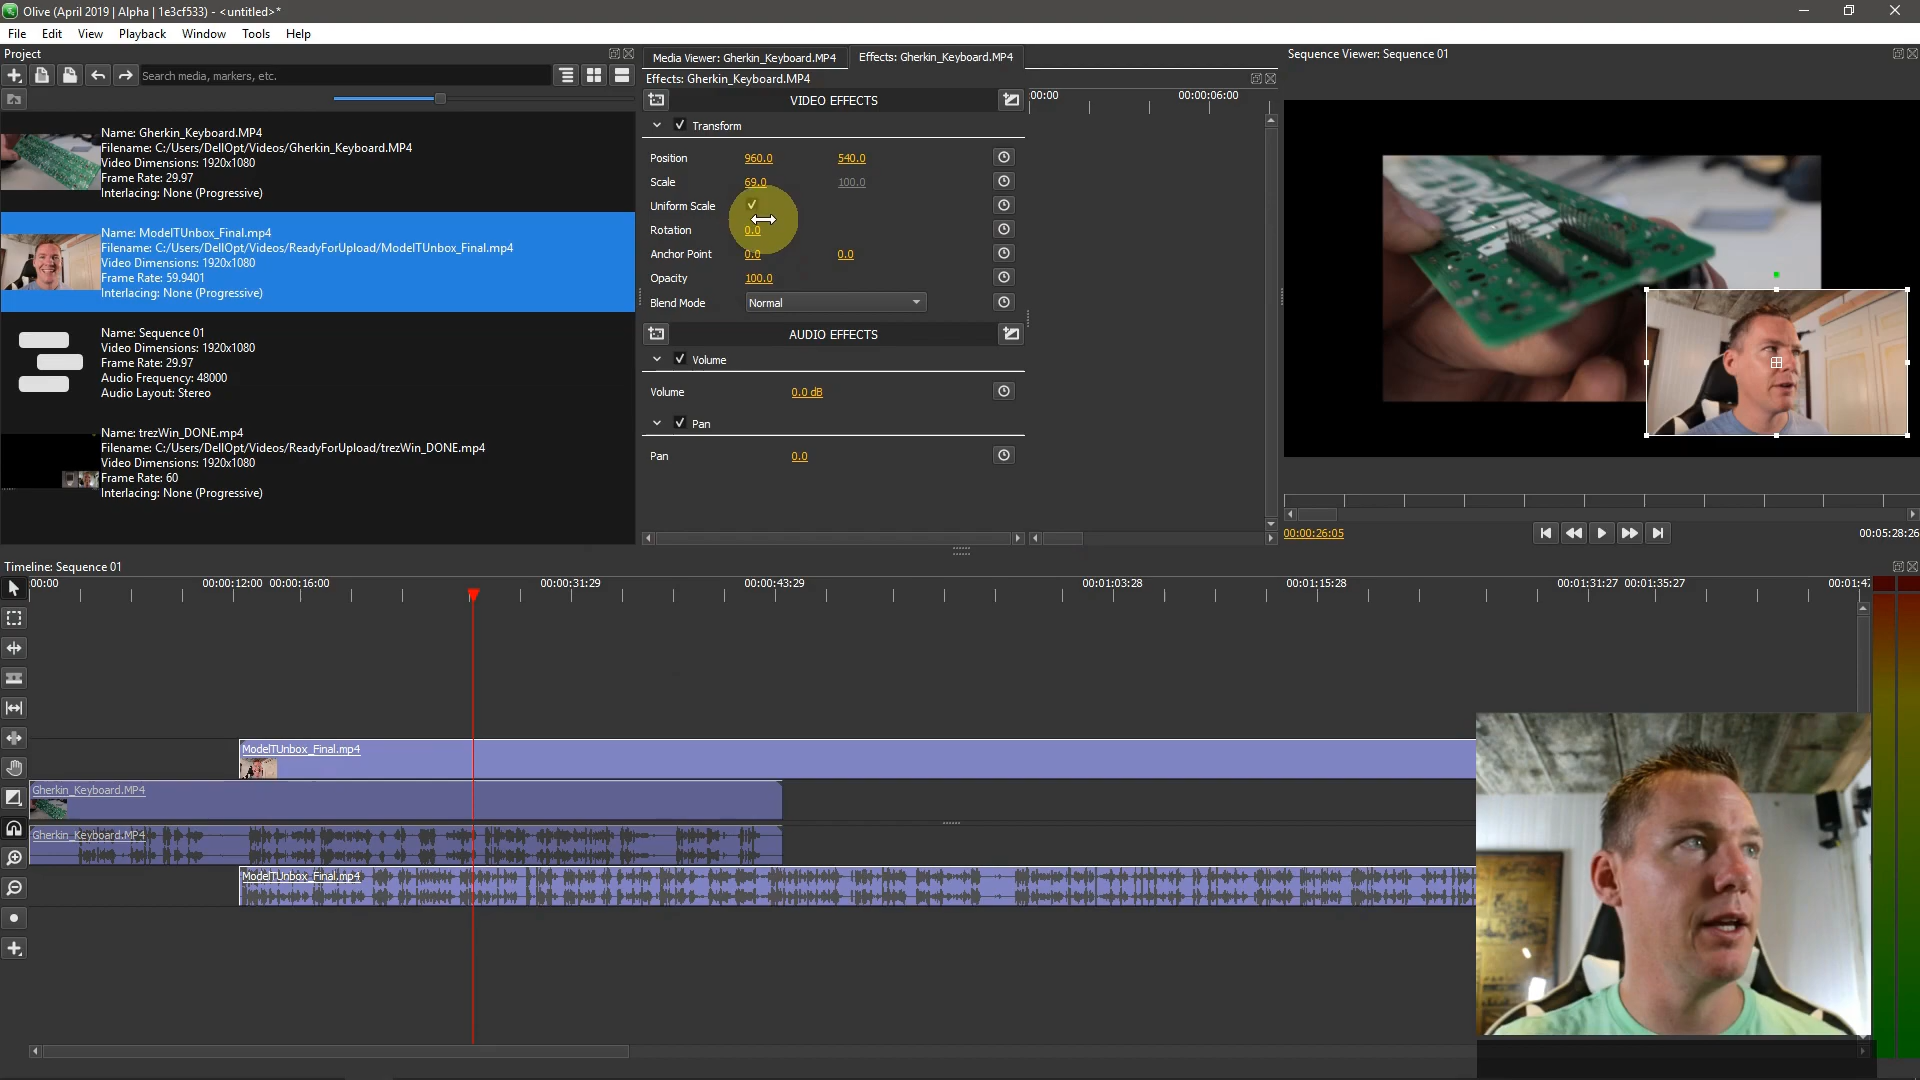 Olive (April 2019 | Alpha | 1e3cf533) - <untitled>*
File Edit View Playback Window Tools Help
Project
Search media, markers, etc.
Name: Gherkin_Keyboard.MP4
Filename: C:/Users/DellOpt/Videos/Gherkin_Keyboard.MP4
Video Dimensions: 1920x1080
Frame Rate: 29.97
Interlacing: None (Progressive)
Name: ModelTUnbox_Final.mp4
Filename: C:/Users/DellOpt/Videos/ReadyForUpload/ModelTUnbox_Final.mp4
Video Dimensions: 1920x1080
Frame Rate: 59.9401
Interlacing: None (Progressive)
Name: Sequence 01
Video Dimensions: 1920x1080
Frame Rate: 29.97
Audio Frequency: 48000
Audio Layout: Stereo
Name: trezWin_DONE.mp4
Filename: C:/Users/DellOpt/Videos/ReadyForUpload/trezWin_DONE.mp4
Video Dimensions: 1920x1080
Frame Rate: 60
Interlacing: None (Progressive)
Media Viewer: Gherkin_Keyboard.MP4
Effects: Gherkin_Keyboard.MP4
Effects: Gherkin_Keyboard.MP4
VIDEO EFFECTS
:00:00 00:00:06:00
Transform
Position 960.0 540.0
Scale 69.0 100.0
Uniform Scale
Rotation 0.0
Anchor Point 0.0 0.0
Opacity 100.0
Blend Mode Normal
AUDIO EFFECTS
Volume
Volume 0.0 dB
Pan
Pan 0.0
Sequence Viewer: Sequence 01
00:00:26:05
00:05:28:26
Timeline: Sequence 01
00:00 00:00:12:00 00:00:16:00 00:00:31:29 00:00:43:29 00:01:03:28 00:01:15:28 00:01:31:27 00:01:35:27 00:01:47
ModelTUnbox_Final.mp4
Gherkin_Keyboard.MP4
Gherkin_Keyboard.MP4
ModelTUnbox_Final.mp4